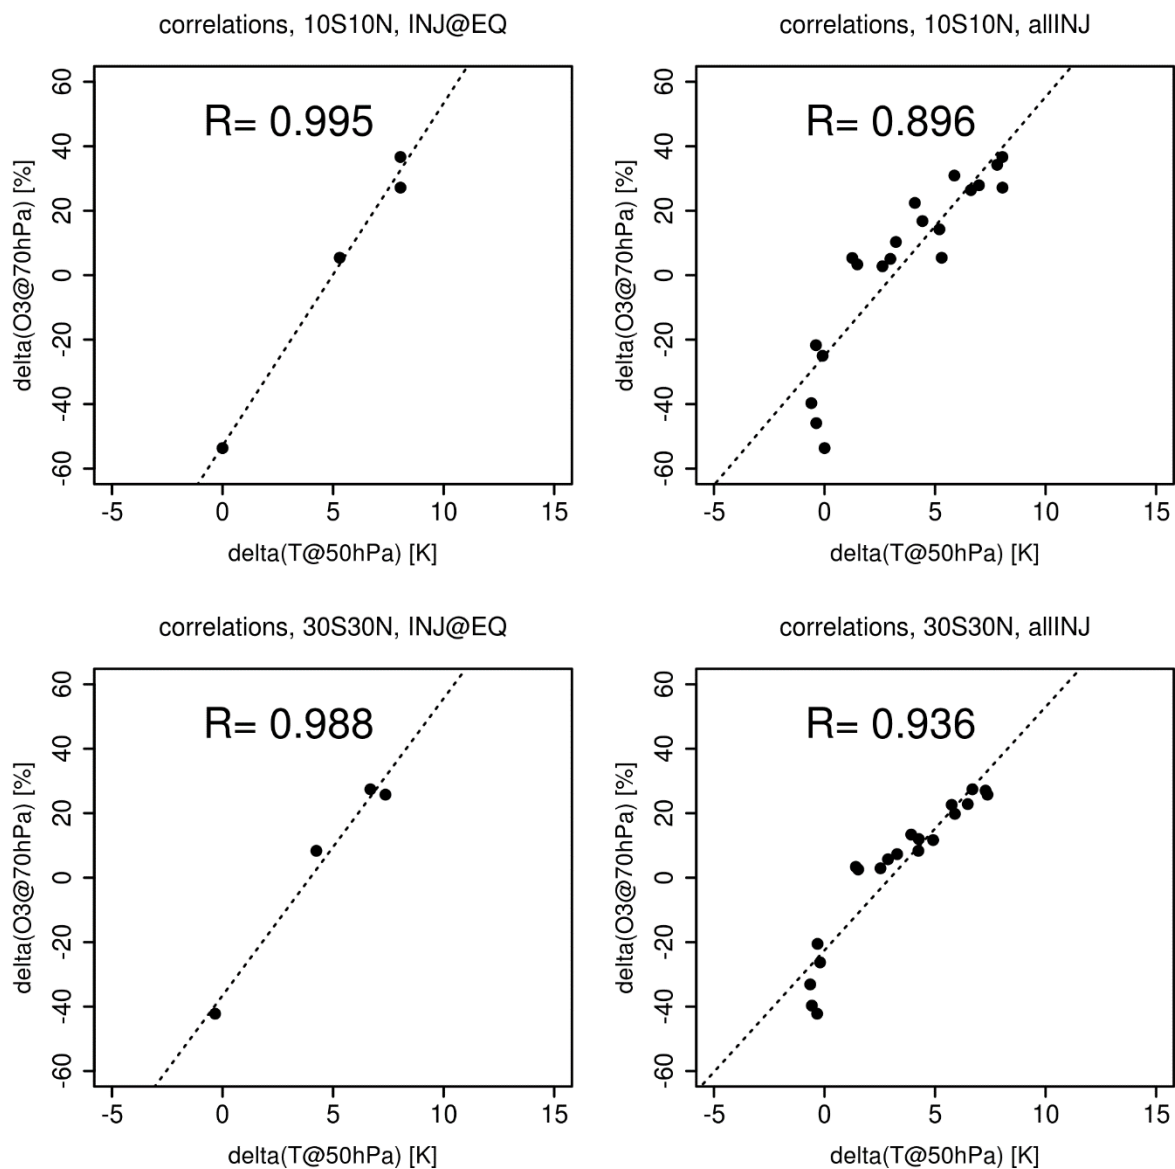 correlations, 10S10N, INJ@EQ
R= 0.995
delta(O3@70hPa) [%]
60
40
20
0
-20
-40
-60
-5 0 5 10 15
delta(T@50hPa) [K]
correlations, 10S10N, allINJ
R= 0.896
delta(O3@70hPa) [%]
60
40
20
0
-20
-40
-60
-5 0 5 10 15
delta(T@50hPa) [K]
correlations, 30S30N, INJ@EQ
R= 0.988
delta(O3@70hPa) [%]
60
40
20
0
-20
-40
-60
-5 0 5 10 15
delta(T@50hPa) [K]
correlations, 30S30N, allINJ
R= 0.936
delta(O3@70hPa) [%]
60
40
20
0
-20
-40
-60
-5 0 5 10 15
delta(T@50hPa) [K]